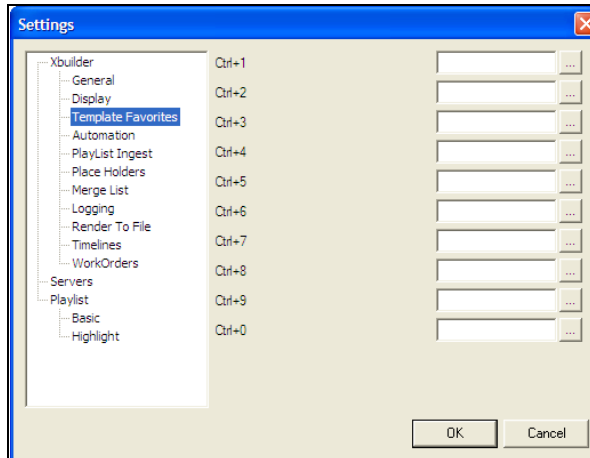 Settings
Xbuilder
General
Display
Template Favorites
Automation
PlayList Ingest
Place Holders
Merge List
Logging
Render To File
Timelines
WorkOrders
Servers
Playlist
Basic
Highlight
Ctrl+1 ...
Ctrl+2 ...
Ctrl+3 ...
Ctrl+4 ...
Ctrl+5 ...
Ctrl+6 ...
Ctrl+7 ...
Ctrl+8 ...
Ctrl+9 ...
Ctrl+0 ...
OK Cancel